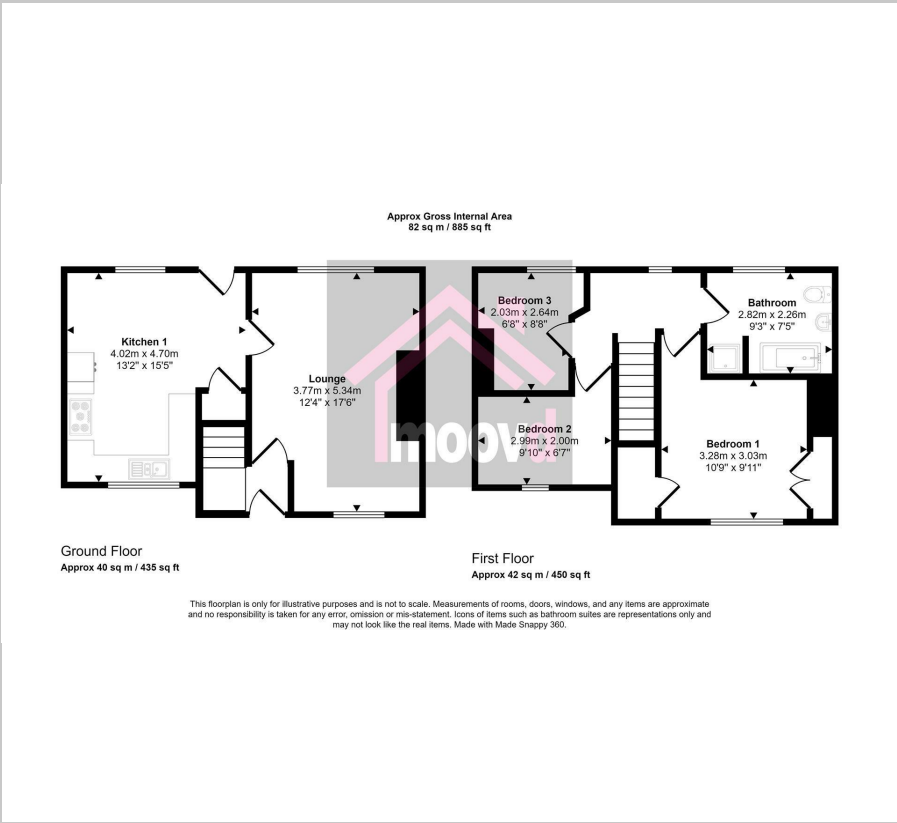 Approx Gross Internal Area
82 sq m / 885 sq ft
Kitchen 1
4.02m x 4.70m
13'2" x 15'5"
Lounge
3.77m x 5.34m
12'4" x 17'6"
Bedroom 3
2.03m x 2.64m
6'8" x 8'8"
Bathroom
2.82m x 2.26m
9'3" x 7'5"
Bedroom 2
2.99m x 2.00m
9'10" x 6'7"
Bedroom 1
3.28m x 3.03m
10'9" x 9'11"
moovd
Ground Floor
Approx 40 sq m / 435 sq ft
First Floor
Approx 42 sq m / 450 sq ft
This floorplan is only for illustrative purposes and is not to scale. Measurements of rooms, doors, windows, and any items are approximate
and no responsibility is taken for any error, omission or mis-statement. Icons of items such as bathroom suites are representations only and
may not look like the real items. Made with Made Snappy 360.